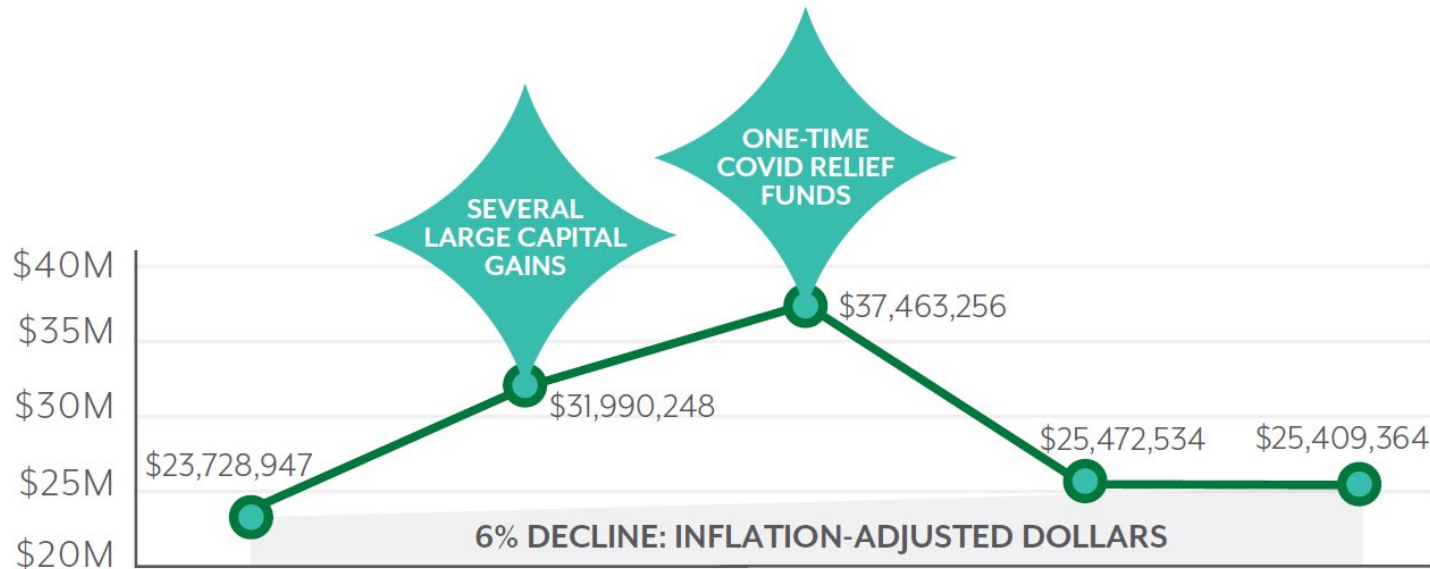 ONE-TIME
COVID RELIEF
FUNDS
SEVERAL
LARGE CAPITAL
GAINS
$40M
$35M
$30M
$25M
$20M
$23,728,947
$31,990,248
$37,463,256
$25,472,534
$25,409,364
6% DECLINE: INFLATION-ADJUSTED DOLLARS